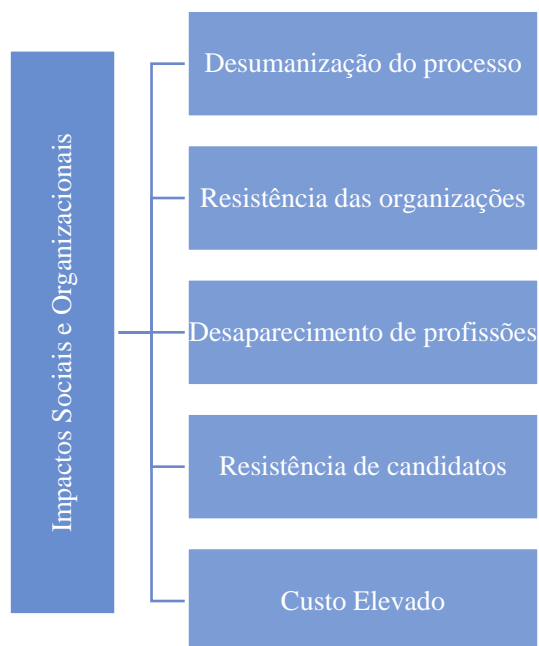 Impactos Sociais e Organizacionais
Desumanização do processo
Resistência das organizações
Desaparecimento de profissões
Resistência de candidatos
Custo Elevado